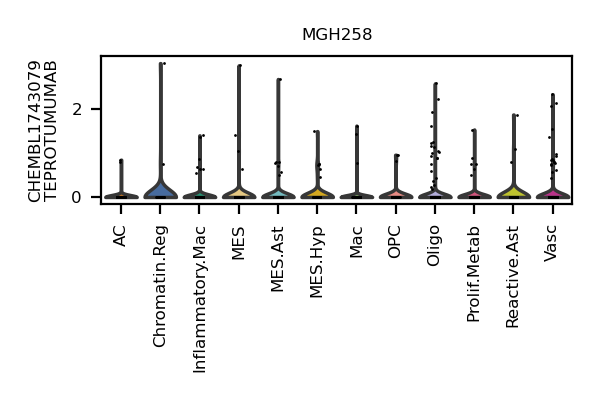 MGH258
CHEMBL1743079
TEPROTUMUMAB
2
0
AC
Chromatin.Reg
Inflammatory.Mac
MES
MES.Ast
MES.Hyp
Mac
OPC
Oligo
Prolif.Metab
Reactive.Ast
Vasc